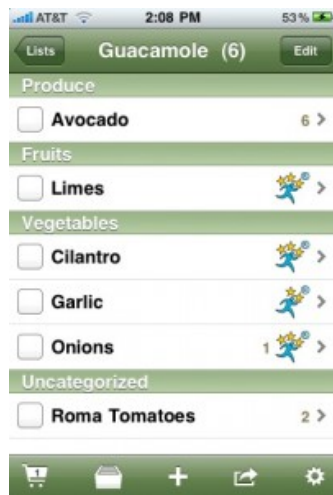 AT&T 2:08 PM 53%
Lists Guacamole (6) Edit
Produce
Avocado 6
Fruits
Limes
Vegetables
Cilantro
Garlic
Onions 1
Uncategorized
Roma Tomatoes 2
1